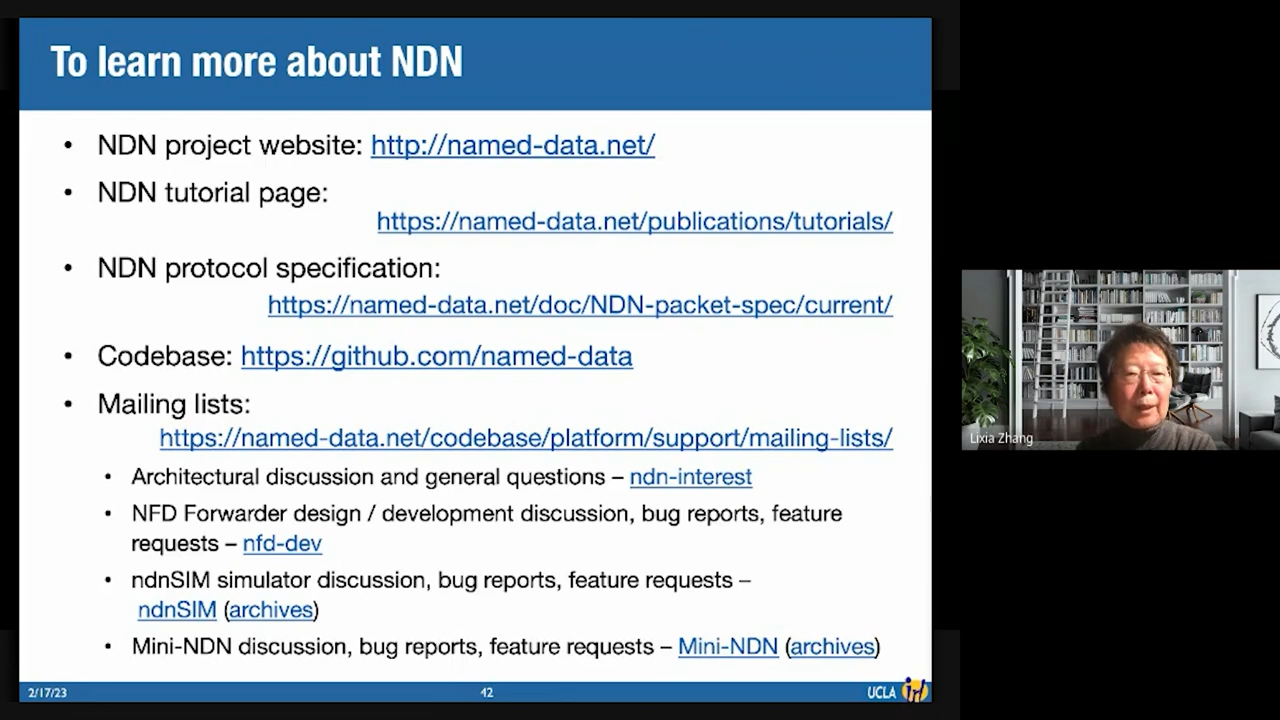 To learn more about NDN
• NDN project website: http://named-data.net/
• NDN tutorial page:
https://named-data.net/publications/tutorials/
• NDN protocol specification:
https://named-data.net/doc/NDN-packet-spec/current/
• Codebase: https://github.com/named-data
• Mailing lists:
https://named-data.net/codebase/platform/support/mailing-lists/
• Architectural discussion and general questions – ndn-interest
• NFD Forwarder design / development discussion, bug reports, feature
requests – nfd-dev
• ndnSIM simulator discussion, bug reports, feature requests –
ndnSIM (archives)
• Mini-NDN discussion, bug reports, feature requests – Mini-NDN (archives)
2/17/23
42
UCLA irl
Lixia Zhang